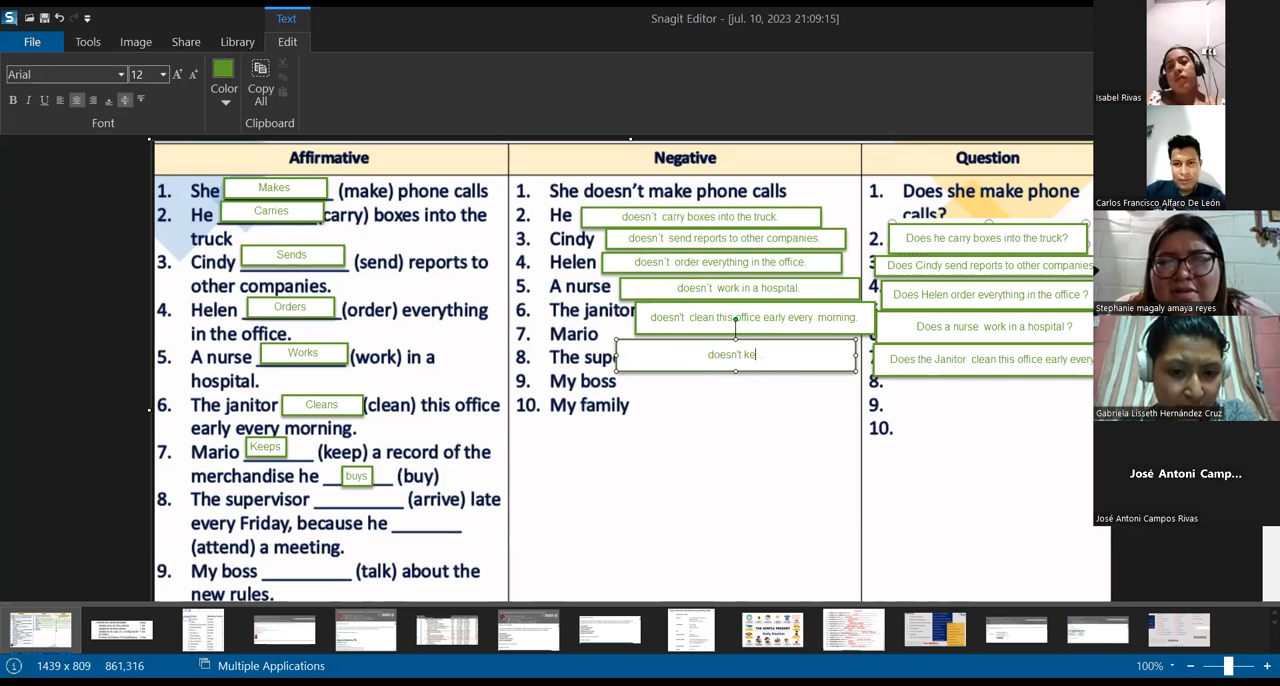 Text
Snagit Editor - [jul. 10, 2023 21:09:15]
File
Tools
Image
Share
Library
Edit
Arial
12
B I U
Color
Copy All
Font
Clipboard
Affirmative
1. She Makes (make) phone calls
2. He Carries (carry) boxes into the
truck
3. Cindy Sends (send) reports to
other companies.
4. Helen Orders (order) everything
in the office.
5. A nurse Works (work) in a
hospital.
6. The janitor Cleans (clean) this office
early every morning.
7. Mario Keeps (keep) a record of the
merchandise he buys (buy)
8. The supervisor __________ (arrive) late
every Friday, because he ________
(attend) a meeting.
9. My boss __________ (talk) about the
new rules.
Negative
1. She doesn't make phone calls
2. He doesn´t carry boxes into the truck.
3. Cindy doesn´t send reports to other companies.
4. Helen doesn´t order everything in the office.
5. A nurse doesn´t work in a hospital.
6. The janitor doesn't clean this office early every morning.
7. Mario doesn't ke .
8. The supe
9. My boss
10. My family
Question
1. Does she make phone
calls?
2. Does he carry boxes into the truck?
3 Does Cindy send reports to other companies
4. Does Helen order everything in the office ?
Does a nurse work in a hospital ?
Does the Janitor clean this office early every
8.
9.
10.
Isabel Rivas
Carlos Francisco Alfaro De León
Stephanie magaly amaya reyes
Gabriela Lisseth Hernández Cruz
José Antoni Camp...
José Antoni Campos Rivas
1439 x 809
861,316
Multiple Applications
100%